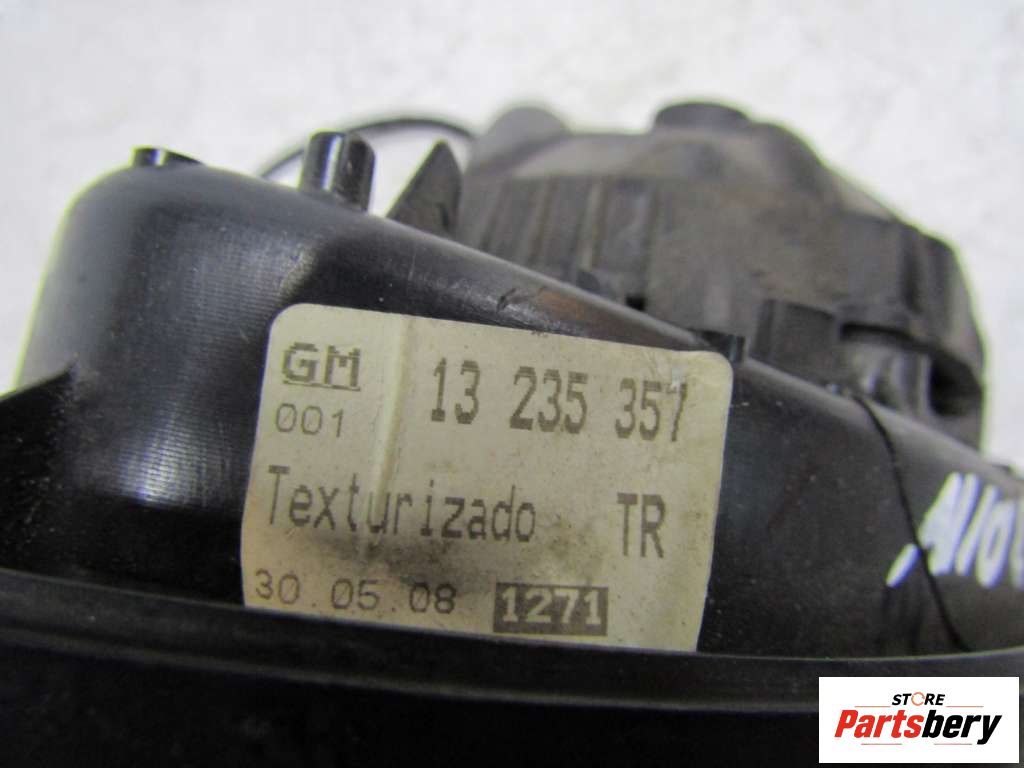 GM 13 235 357
001
Texturizado TR
30.05.08 1271
STORE
Partsbery